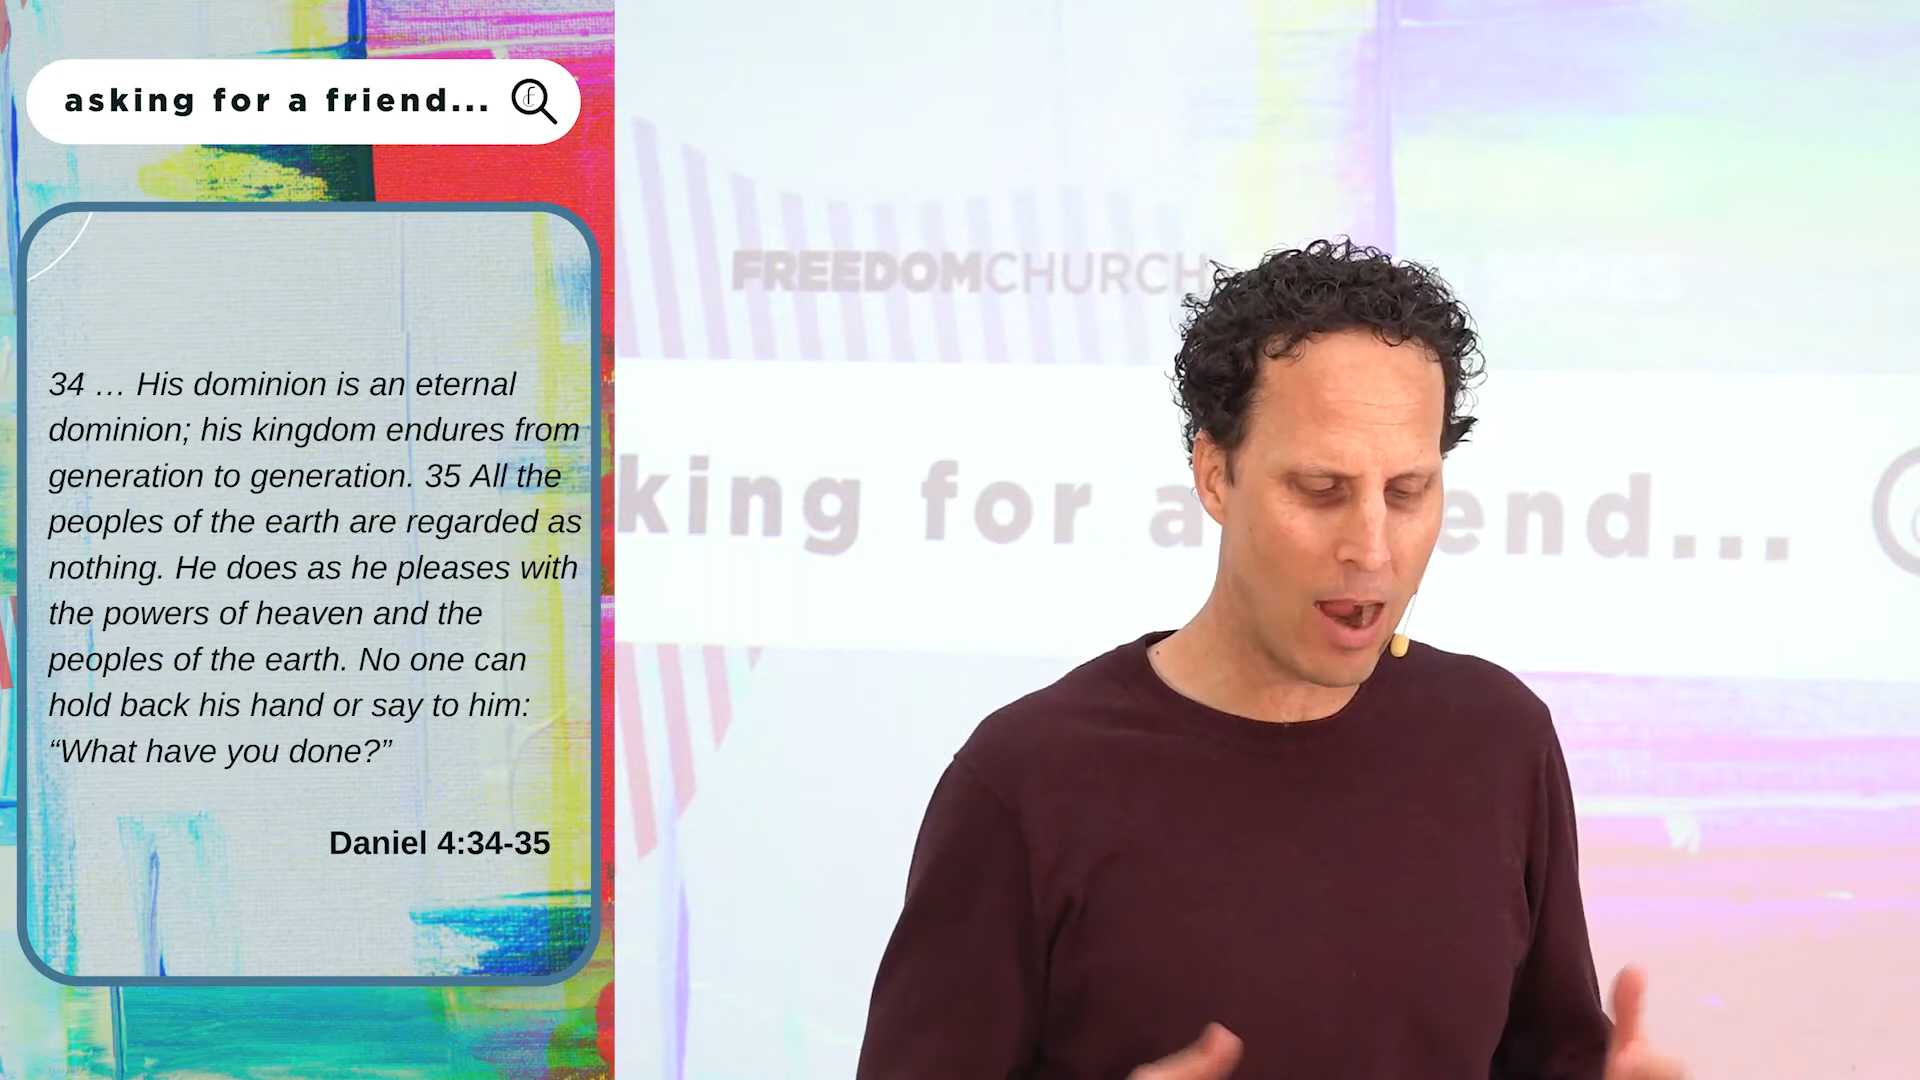 asking for a friend...
34 … His dominion is an eternal
dominion; his kingdom endures from
generation to generation. 35 All the
peoples of the earth are regarded as
nothing. He does as he pleases with
the powers of heaven and the
peoples of the earth. No one can
hold back his hand or say to him:
“What have you done?”
Daniel 4:34-35
FREEDOMCHURCH
king for a end...